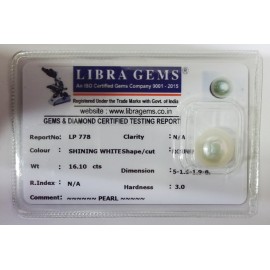 LIBRA GEMS
An ISO Certified Gems Company 9001 - 2015
Registered Under the Trade Mark with Govt. of India
website : www.libragems.co.in
GEMS & DIAMOND CERTIFIED TESTING REPORT
ReportNo: LP 778 Clarity : N/A
Colour : SHINING WHITE Shape/cut :
Wt : 16.10 cts Dimension :
R.Index : N/A Hardness : 3.0
Comment ~~~~~~ PEARL ~~~~~